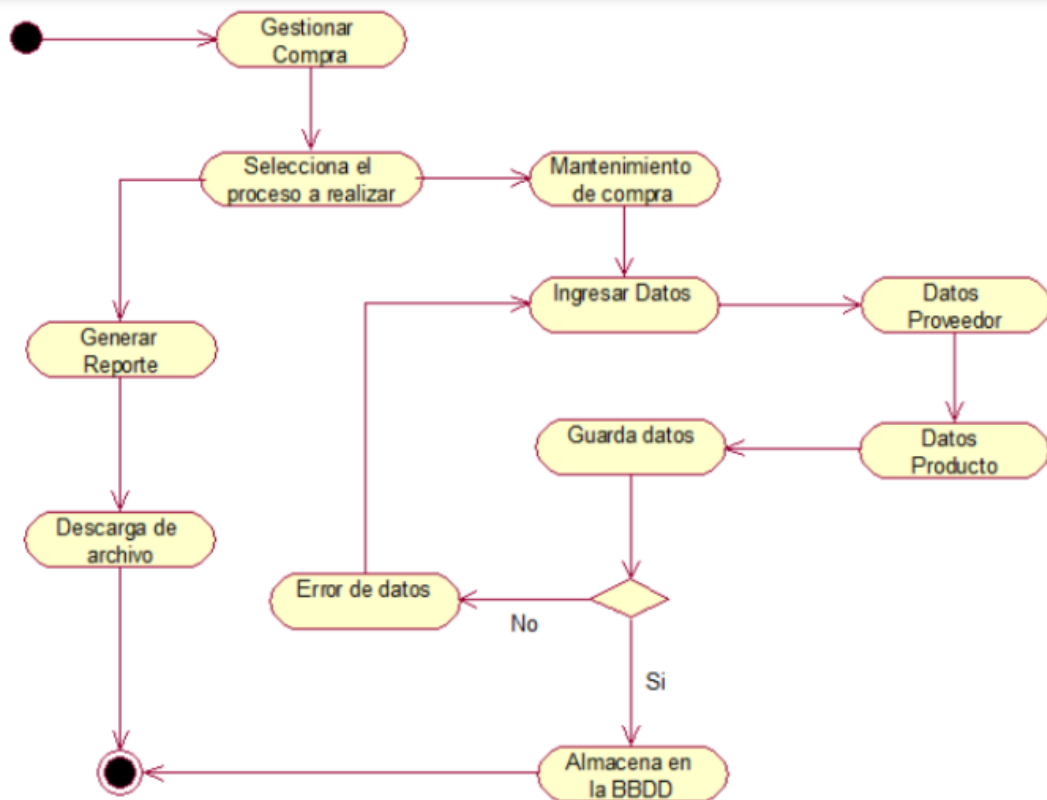 Gestionar
Compra
Selecciona el
proceso a realizar
Mantenimiento
de compra
Ingresar Datos
Datos
Proveedor
Generar
Reporte
Guarda datos
Datos
Producto
Descarga de
archivo
Error de datos
No
Si
Almacena en
la BBDD